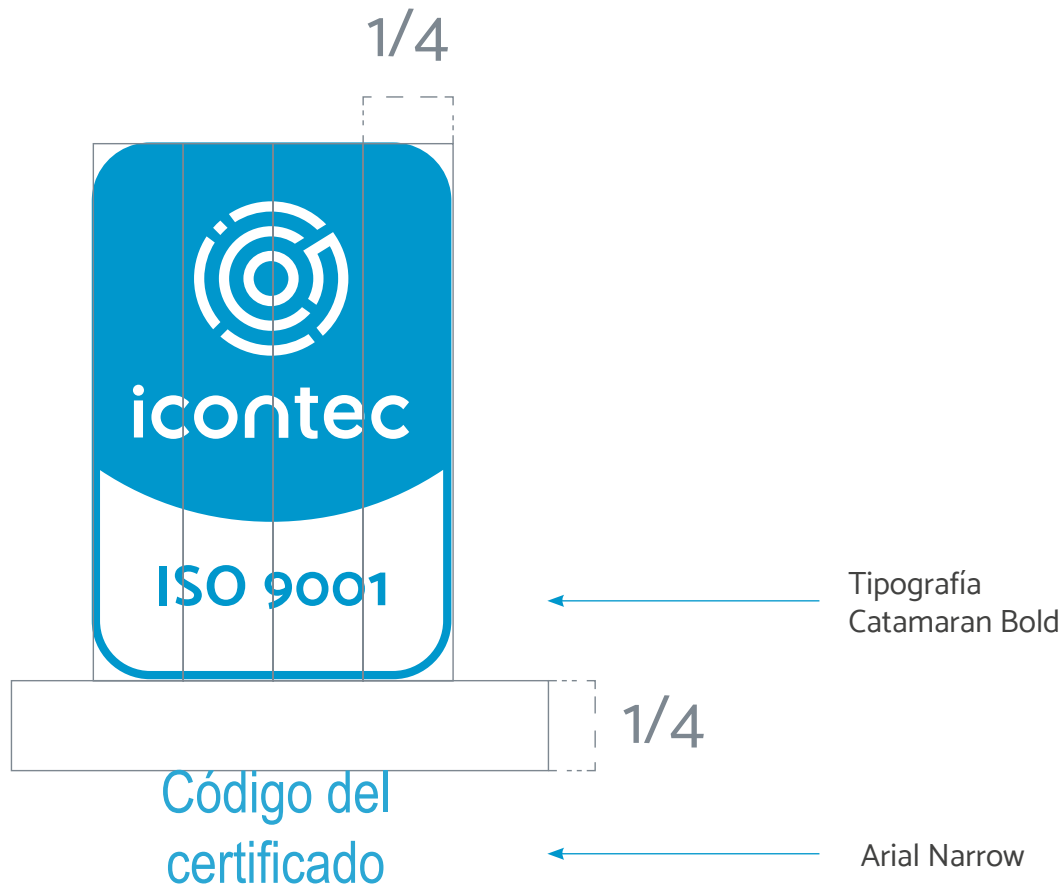 1/4
icontec
ISO 9001
Tipografía
Catamaran Bold
1/4
Código del
certificado
Arial Narrow